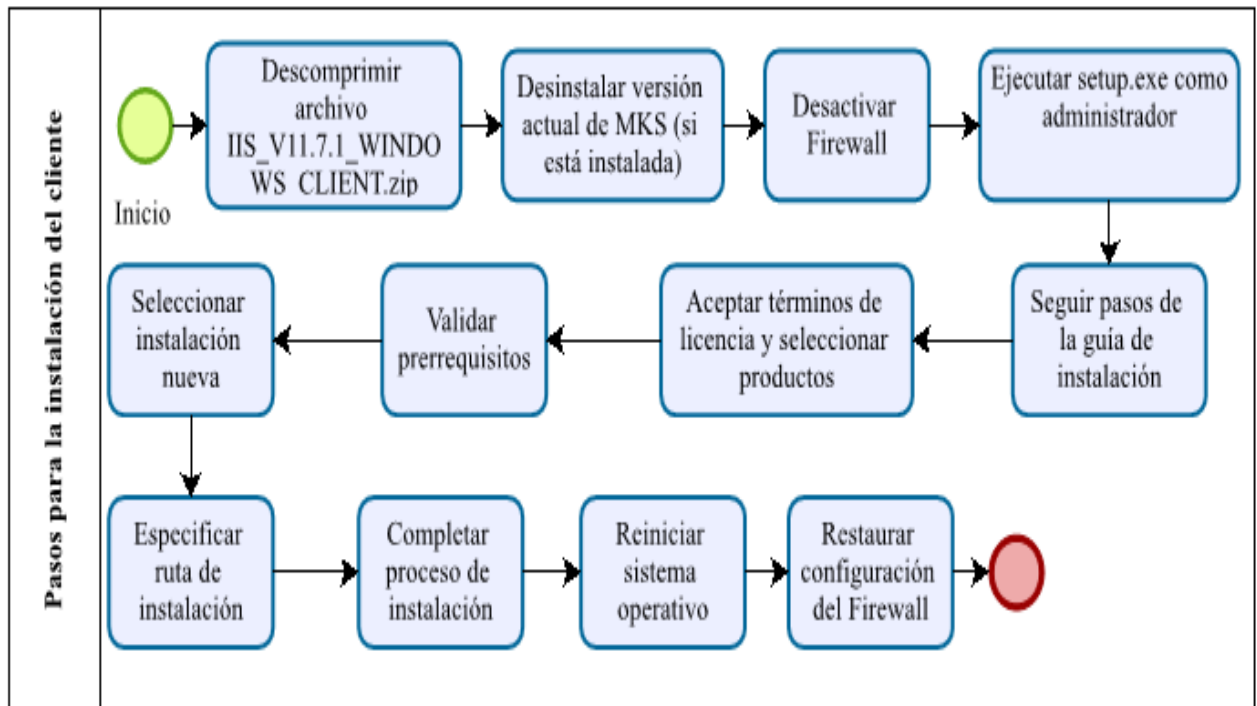 Pasos para la instalación del cliente
Inicio
Descomprimir
archivo
IIS_V11.7.1_WINDO
WS_CLIENT.zip
Desinstalar versión
actual de MKS (si
está instalada)
Desactivar
Firewall
Ejecutar setup.exe como
administrador
Seguir pasos de
la guía de
instalación
Aceptar términos de
licencia y seleccionar
productos
Validar
prerrequisitos
Seleccionar
instalación
nueva
Especificar
ruta de
instalación
Completar
proceso de
instalación
Reiniciar
sistema
operativo
Restaurar
configuración
del Firewall